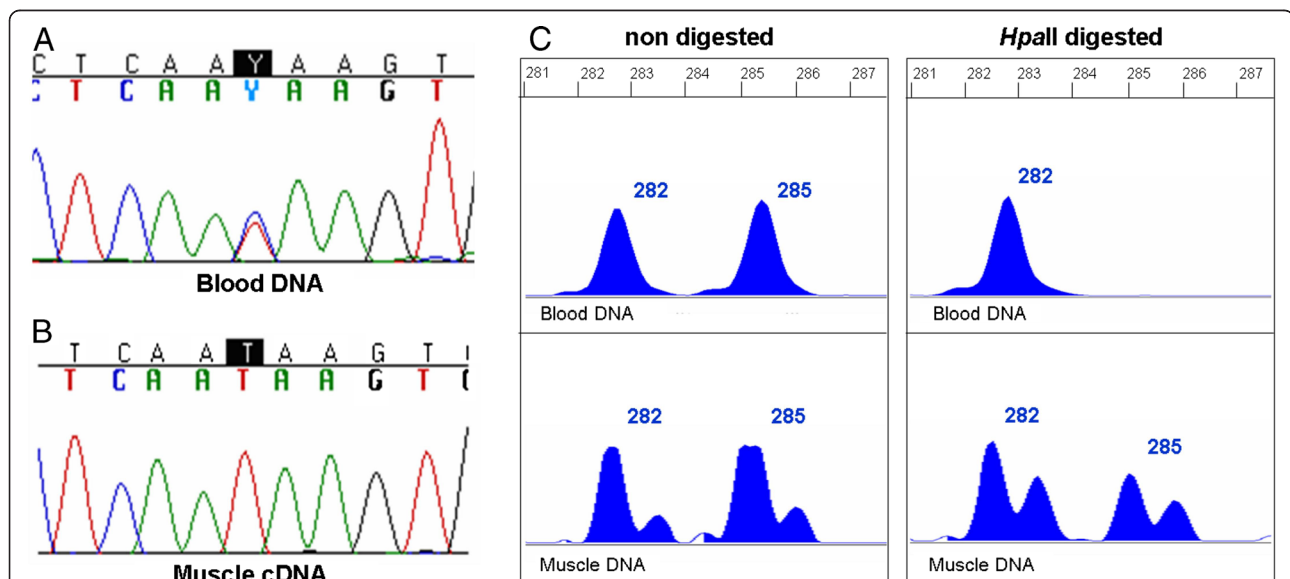 A
C T C A A Y A A G T
C T C A A Y A A G T
Blood DNA
B
T C A A T A A G T
T C A A T A A G T
Muscle cDNA
C
non digested
281 282 283 284 285 286 287
282 285
Blood DNA
282 285
Muscle DNA
HpaII digested
281 282 283 284 285 286 287
282
Blood DNA
282 285
Muscle DNA